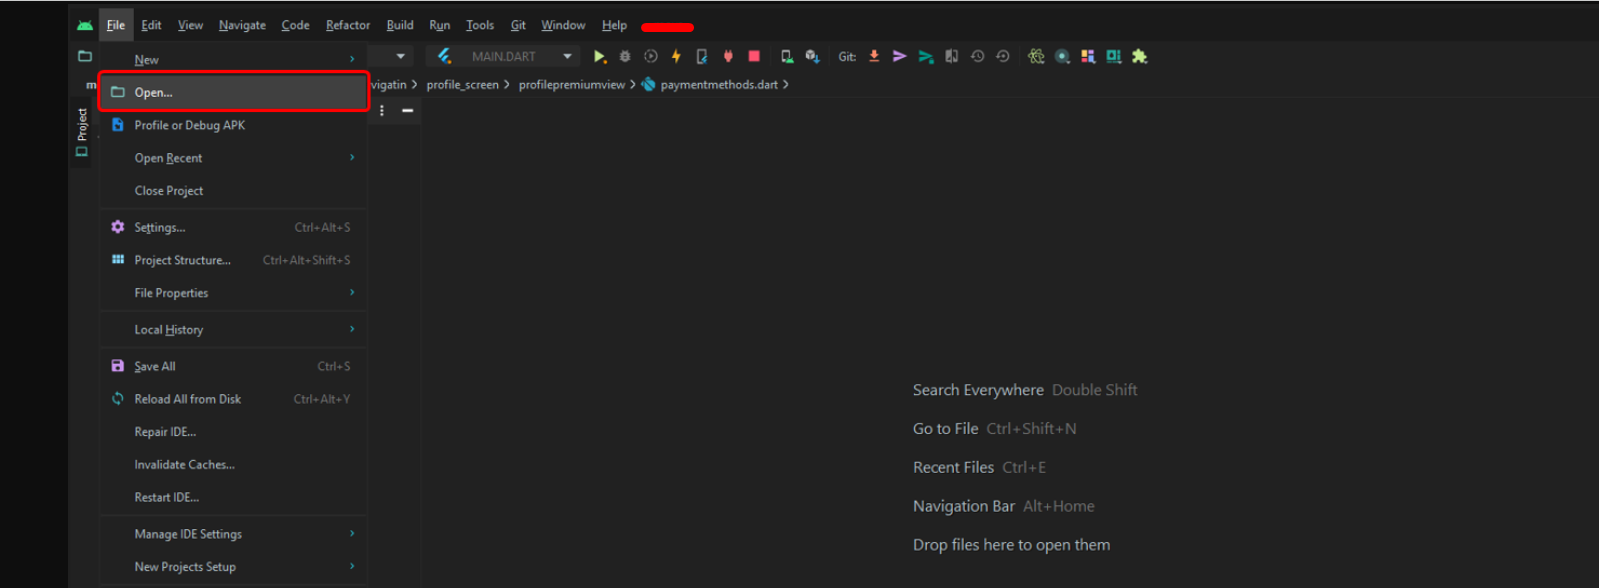 File Edit View Navigate Code Refactor Build Run Tools Git Window Help
MAIN.DART Git:
m vigatin profile_screen profilepremiumview paymentmethods.dart
Project
New
Open...
Profile or Debug APK
Open Recent
Close Project
Settings... Ctrl+Alt+S
Project Structure... Ctrl+Alt+Shift+S
File Properties
Local History
Save All Ctrl+S
Reload All from Disk Ctrl+Alt+Y
Repair IDE...
Invalidate Caches...
Restart IDE...
Manage IDE Settings
New Projects Setup
Search Everywhere Double Shift
Go to File Ctrl+Shift+N
Recent Files Ctrl+E
Navigation Bar Alt+Home
Drop files here to open them